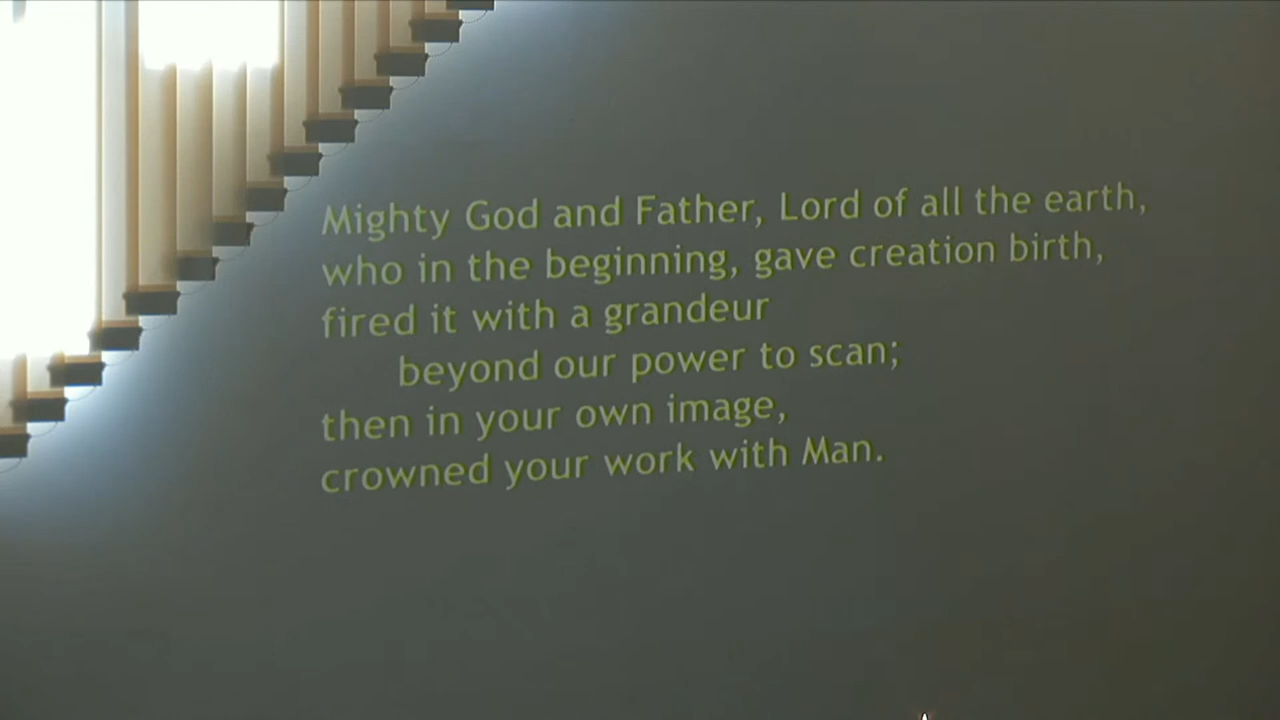 Mighty God and Father, Lord of all the earth,
who in the beginning, gave creation birth,
fired it with a grandeur
beyond our power to scan;
then in your own image,
crowned your work with Man.